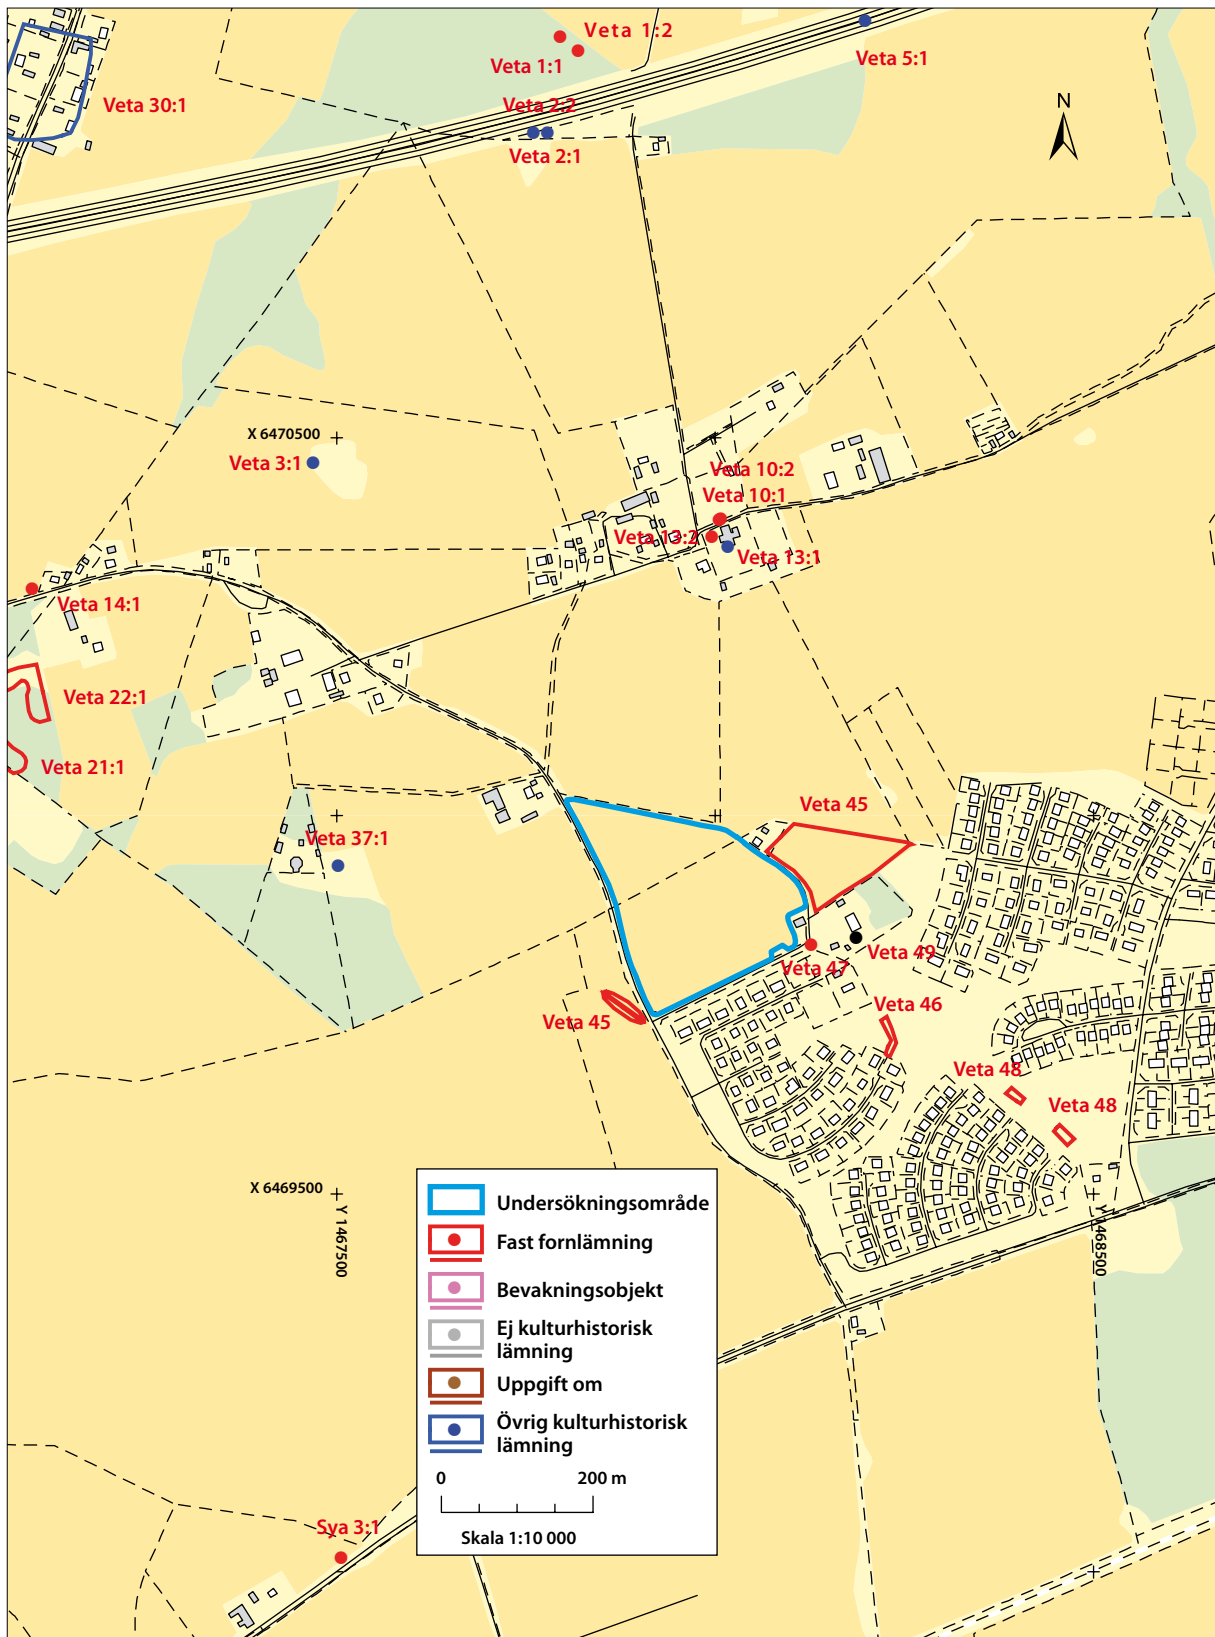 Veta 1:2
Veta 1:1
Veta 5:1
Veta 30:1
Veta 2:2
Veta 2:1
N
X 6470500
Veta 3:1
Veta 10:2
Veta 10:1
Veta 13:2
Veta 13:1
Veta 14:1
Veta 22:1
Veta 21:1
Veta 37:1
Veta 45
Veta 47
Veta 49
Veta 45
Veta 46
Veta 48
Veta 48
X 6469500
Y 1467500
Y 1468500
Undersökningsområde
Fast fornlämning
Bevakningsobjekt
Ej kulturhistorisk
lämning
Uppgift om
Övrig kulturhistorisk
lämning
0 200 m
Skala 1:10 000
Sya 3:1